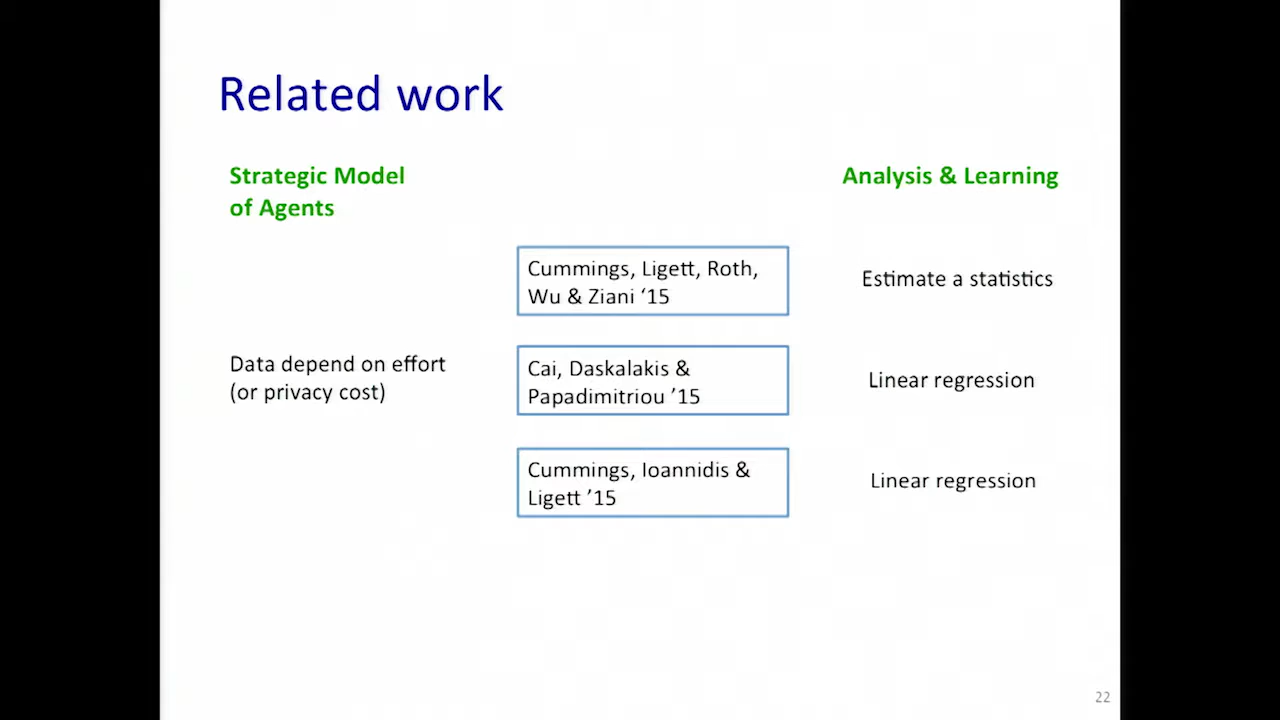 Related work
Strategic Model
of Agents
Analysis & Learning
Cummings, Ligett, Roth,
Wu & Ziani ‘15
Estimate a statistics
Data depend on effort
(or privacy cost)
Cai, Daskalakis &
Papadimitriou ’15
Linear regression
Cummings, Ioannidis &
Ligett ’15
Linear regression
22